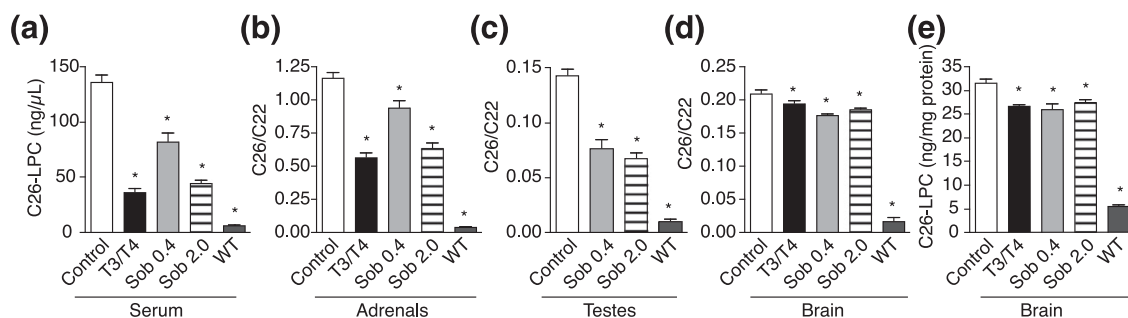 (a)
C26-LPC (ng/µL)
150
100
50
0
*
*
*
*
Control
T3/T4
Sob 0.4
Sob 2.0
WT
Serum
(b)
C26/C22
1.25
1.00
0.75
0.50
0.25
0.00
*
*
*
*
Control
T3/T4
Sob 0.4
Sob 2.0
WT
Adrenals
(c)
C26/C22
0.15
0.10
0.05
0.00
*
*
*
Control
Sob 0.4
Sob 2.0
WT
Testes
(d)
C26/C22
0.25
0.20
0.15
0.10
0.05
0.00
*
*
*
*
Control
T3/T4
Sob 0.4
Sob 2.0
WT
Brain
(e)
C26-LPC (ng/mg protein)
35
30
25
20
15
10
5
0
*
*
*
*
Control
T3/T4
Sob 0.4
Sob 2.0
WT
Brain